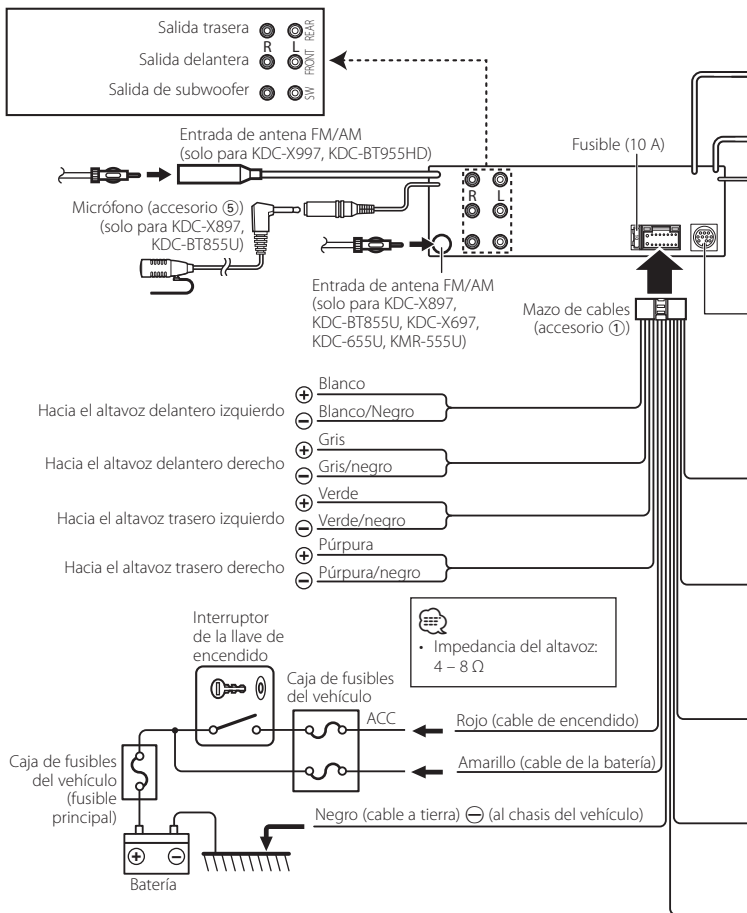 Salida trasera
R L
REAR
Salida delantera
FRONT
Salida de subwoofer
SW
Entrada de antena FM/AM
(solo para KDC-X997, KDC-BT955HD)
Fusible (10 A)
R L
Micrófono (accesorio ⑤)
(solo para KDC-X897,
KDC-BT855U)
Entrada de antena FM/AM
(solo para KDC-X897,
KDC-BT855U, KDC-X697,
KDC-655U, KMR-555U)
Mazo de cables
(accesorio ①)
Hacia el altavoz delantero izquierdo
⊕ Blanco
⊖ Blanco/Negro
Hacia el altavoz delantero derecho
⊕ Gris
⊖ Gris/negro
Hacia el altavoz trasero izquierdo
⊕ Verde
⊖ Verde/negro
Hacia el altavoz trasero derecho
⊕ Púrpura
⊖ Púrpura/negro
• Impedancia del altavoz:
4 – 8 Ω
Interruptor
de la llave de
encendido
Caja de fusibles
del vehículo
ACC
Rojo (cable de encendido)
Amarillo (cable de la batería)
Caja de fusibles
del vehículo
(fusible
principal)
Negro (cable a tierra) ⊖ (al chasis del vehículo)
⊕ ⊖
Batería